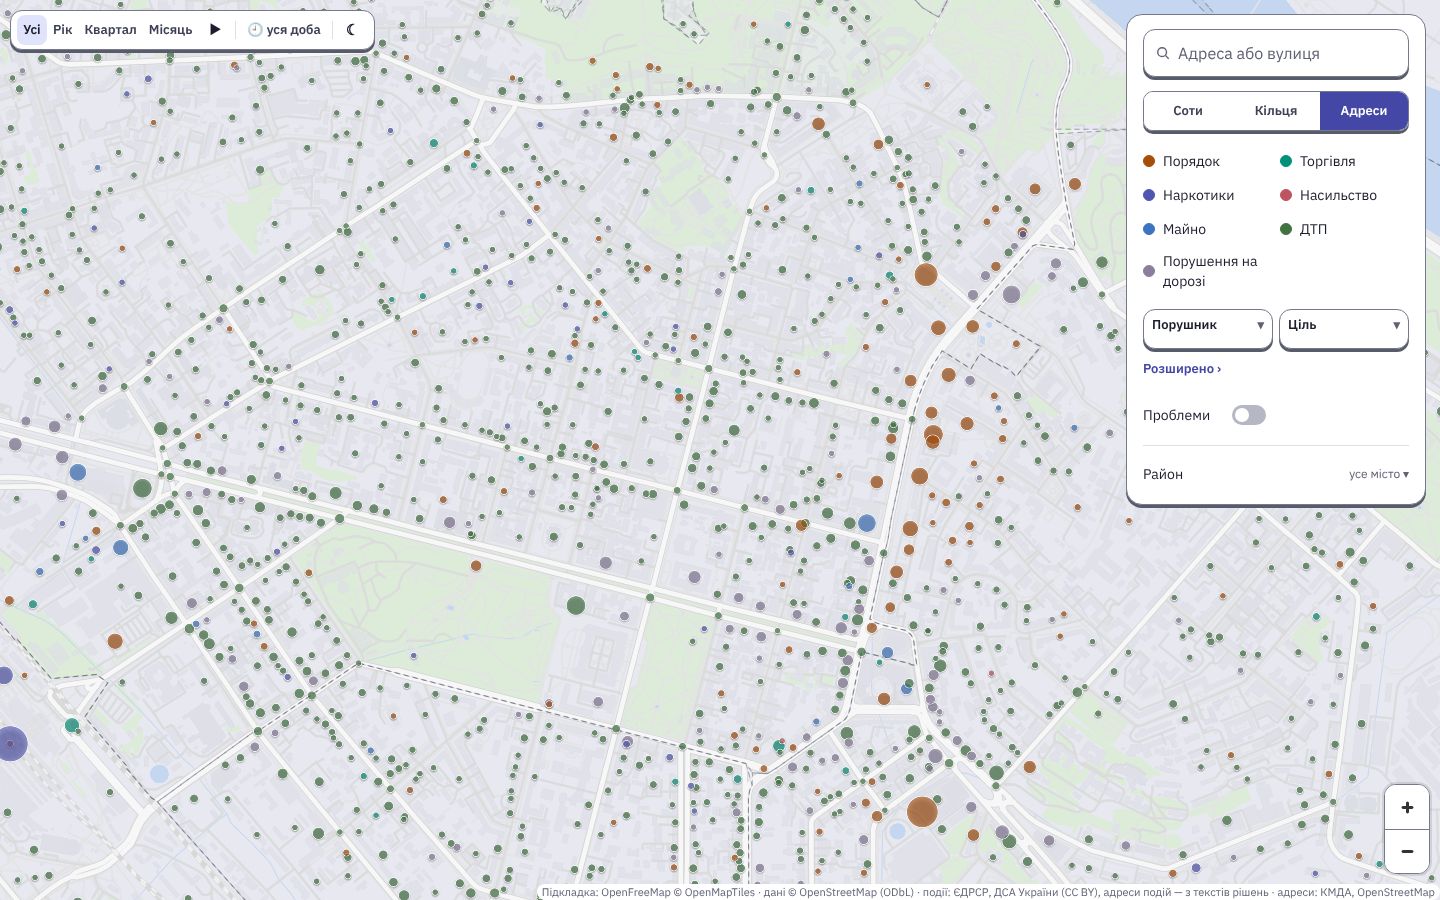 Усі Рік Квартал Місяць ▶ 🕘 уся доба ☾
Адреса або вулиця
Соти Кільця Адреси
Порядок Торгівля
Наркотики Насильство
Майно ДТП
Порушення на
дорозі
Порушник ▾ Ціль ▾
Розширено ›
Проблеми
Район усе місто ▾
+
−
Підкладка: OpenFreeMap © OpenMapTiles · дані © OpenStreetMap (ODbL) · події: ЄДРСР, ДСА України (CC BY), адреси подій — з текстів рішень · адреси: КМДА, OpenStreetMap